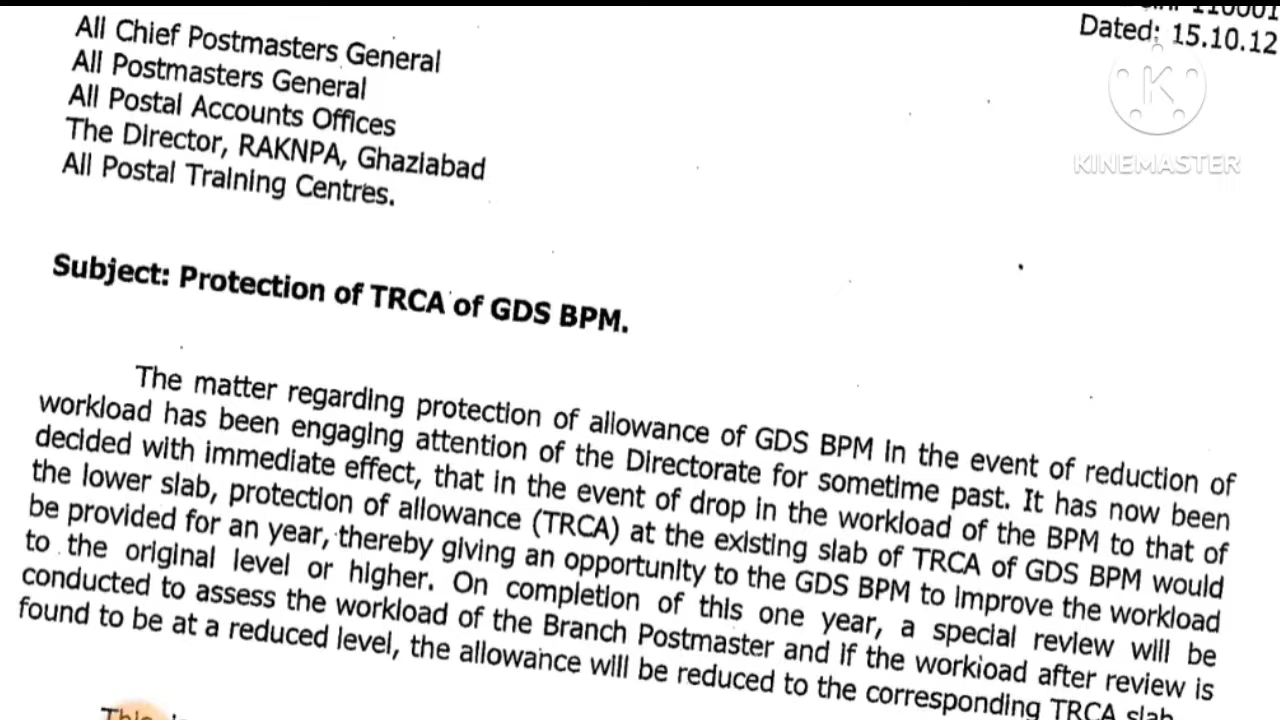 110001
Dated: 15.10.12
All Chief Postmasters General
All Postmasters General
All Postal Accounts Offices
The Director, RAKNPA, Ghaziabad
All Postal Training Centres.
KINEMASTER
Subject: Protection of TRCA of GDS BPM.
The matter regarding protection of allowance of GDS BPM in the event of reduction of
workload has been engaging attention of the Directorate for sometime past. It has now been
decided with immediate effect, that in the event of drop in the workload of the BPM to that of
the lower slab, protection of allowance (TRCA) at the existing slab of TRCA of GDS BPM would
be provided for an year, thereby giving an opportunity to the GDS BPM to improve the workload
to the original level or higher. On completion of this one year, a special review will be
conducted to assess the workload of the Branch Postmaster and if the workload after review is
found to be at a reduced level, the allowance will be reduced to the corresponding TRCA slab
This